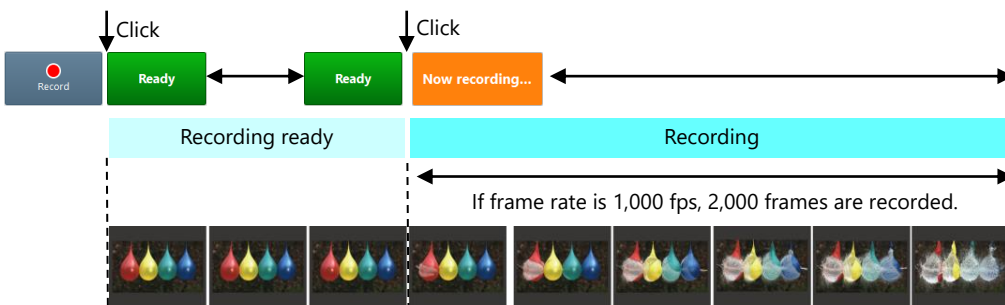 Click
Click
Record
Ready
Ready
Now recording...
Recording ready
Recording
If frame rate is 1,000 fps, 2,000 frames are recorded.